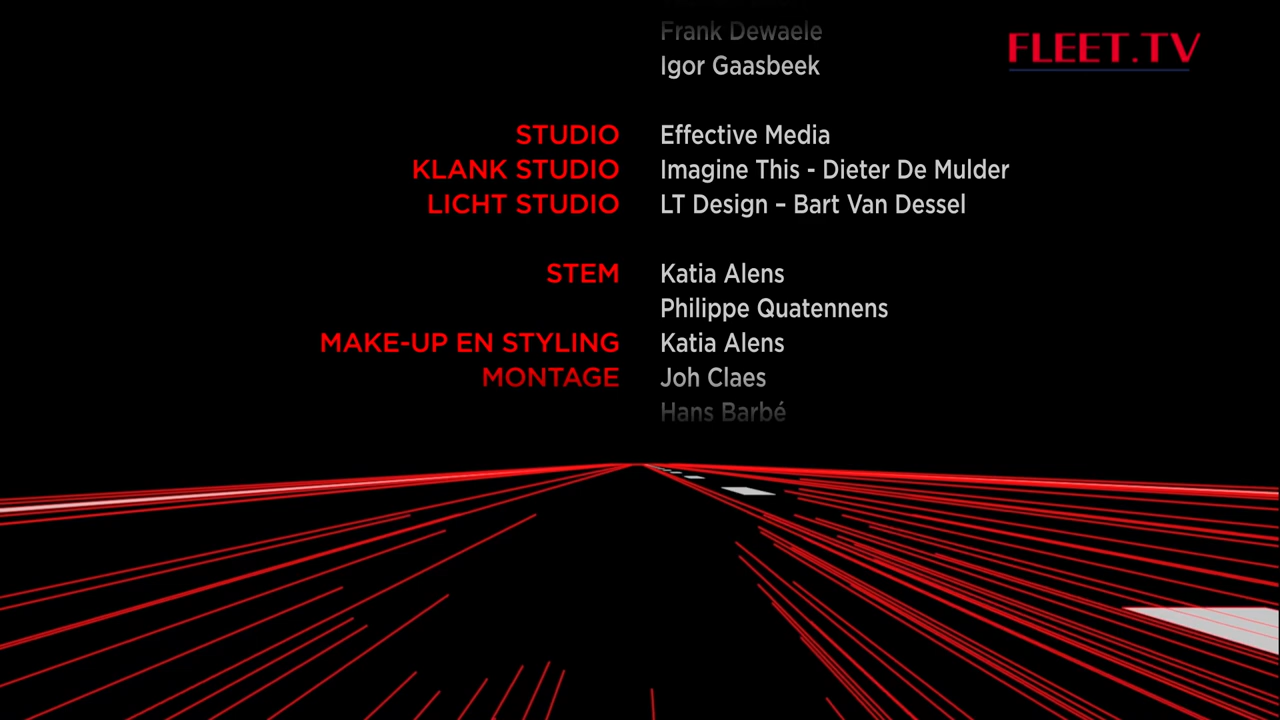 Frank Dewaele
FLEET.TV
Igor Gaasbeek
STUDIO Effective Media
KLANK STUDIO Imagine This - Dieter De Mulder
LICHT STUDIO LT Design – Bart Van Dessel
STEM Katia Alens
Philippe Quatennens
MAKE-UP EN STYLING Katia Alens
MONTAGE Joh Claes
Hans Barbé